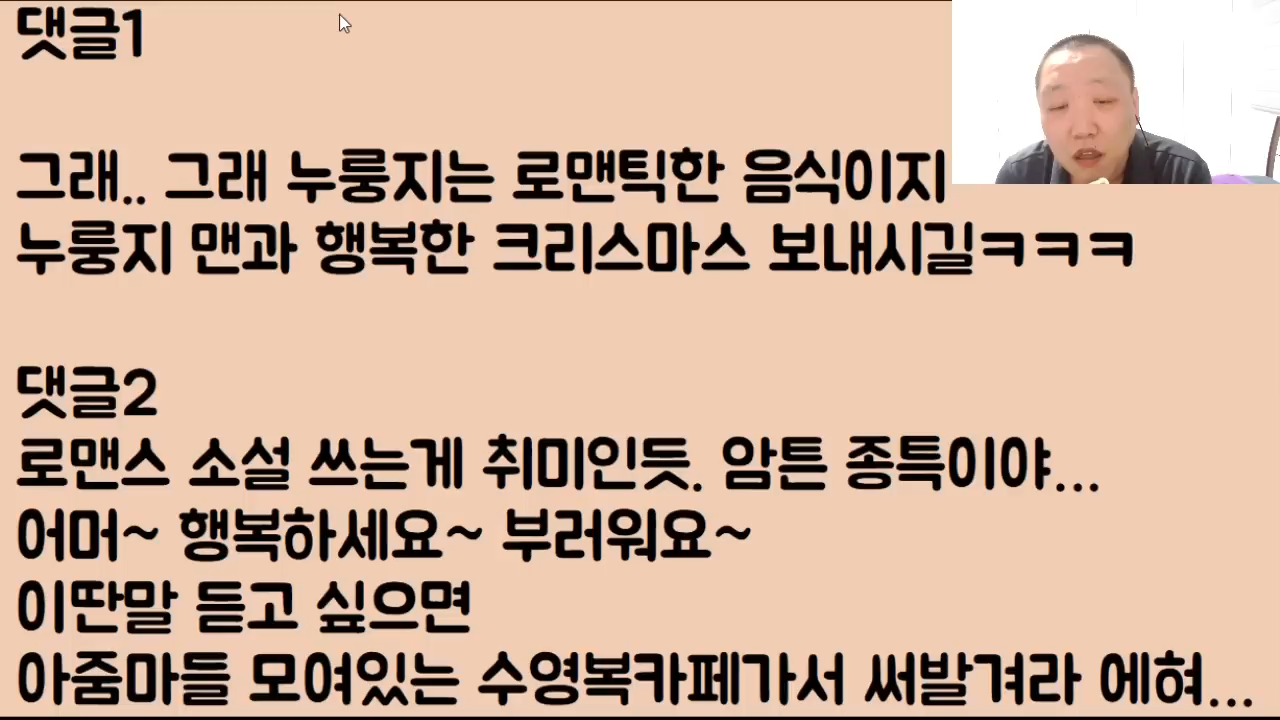 댓글1
그래.. 그래 누룽지는 로맨틱한 음식이지
누룽지 맨과 행복한 크리스마스 보내시길ㅋㅋㅋ
댓글2
로맨스 소설 쓰는게 취미인듯. 암튼 종특이야...
어머~ 행복하세요~ 부러워요~
이딴말 듣고 싶으면
아줌마들 모여있는 수영복카페가서 써발겨라 에혀...